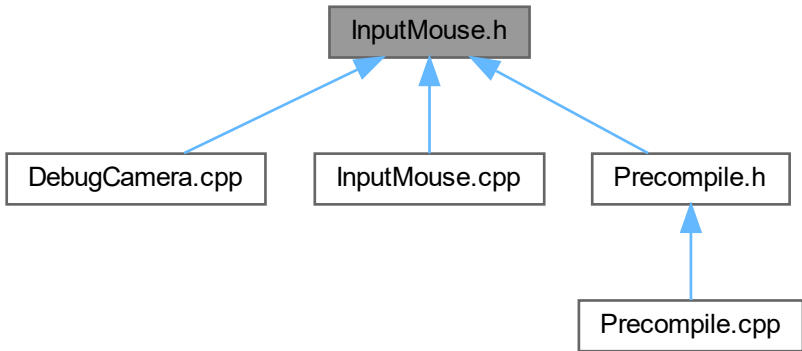 InputMouse.h
DebugCamera.cpp
InputMouse.cpp
Precompile.h
Precompile.cpp